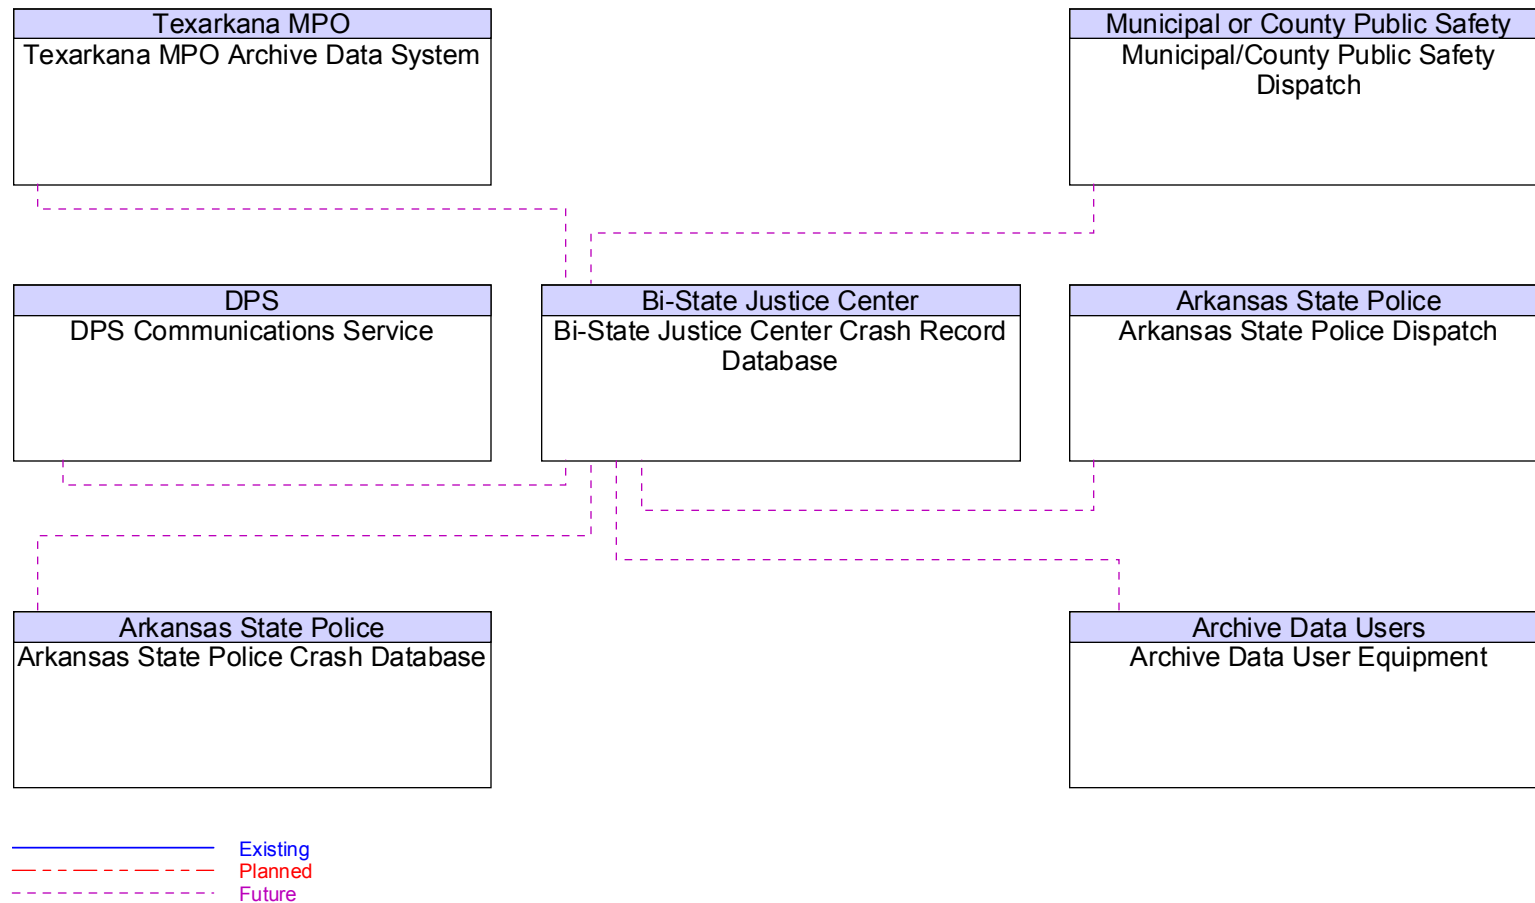 Texarkana MPO
Texarkana MPO Archive Data System
Municipal or County Public Safety
Municipal/County Public Safety
Dispatch
DPS
DPS Communications Service
Bi-State Justice Center
Bi-State Justice Center Crash Record
Database
Arkansas State Police
Arkansas State Police Dispatch
Arkansas State Police
Arkansas State Police Crash Database
Archive Data Users
Archive Data User Equipment
Existing
Planned
Future